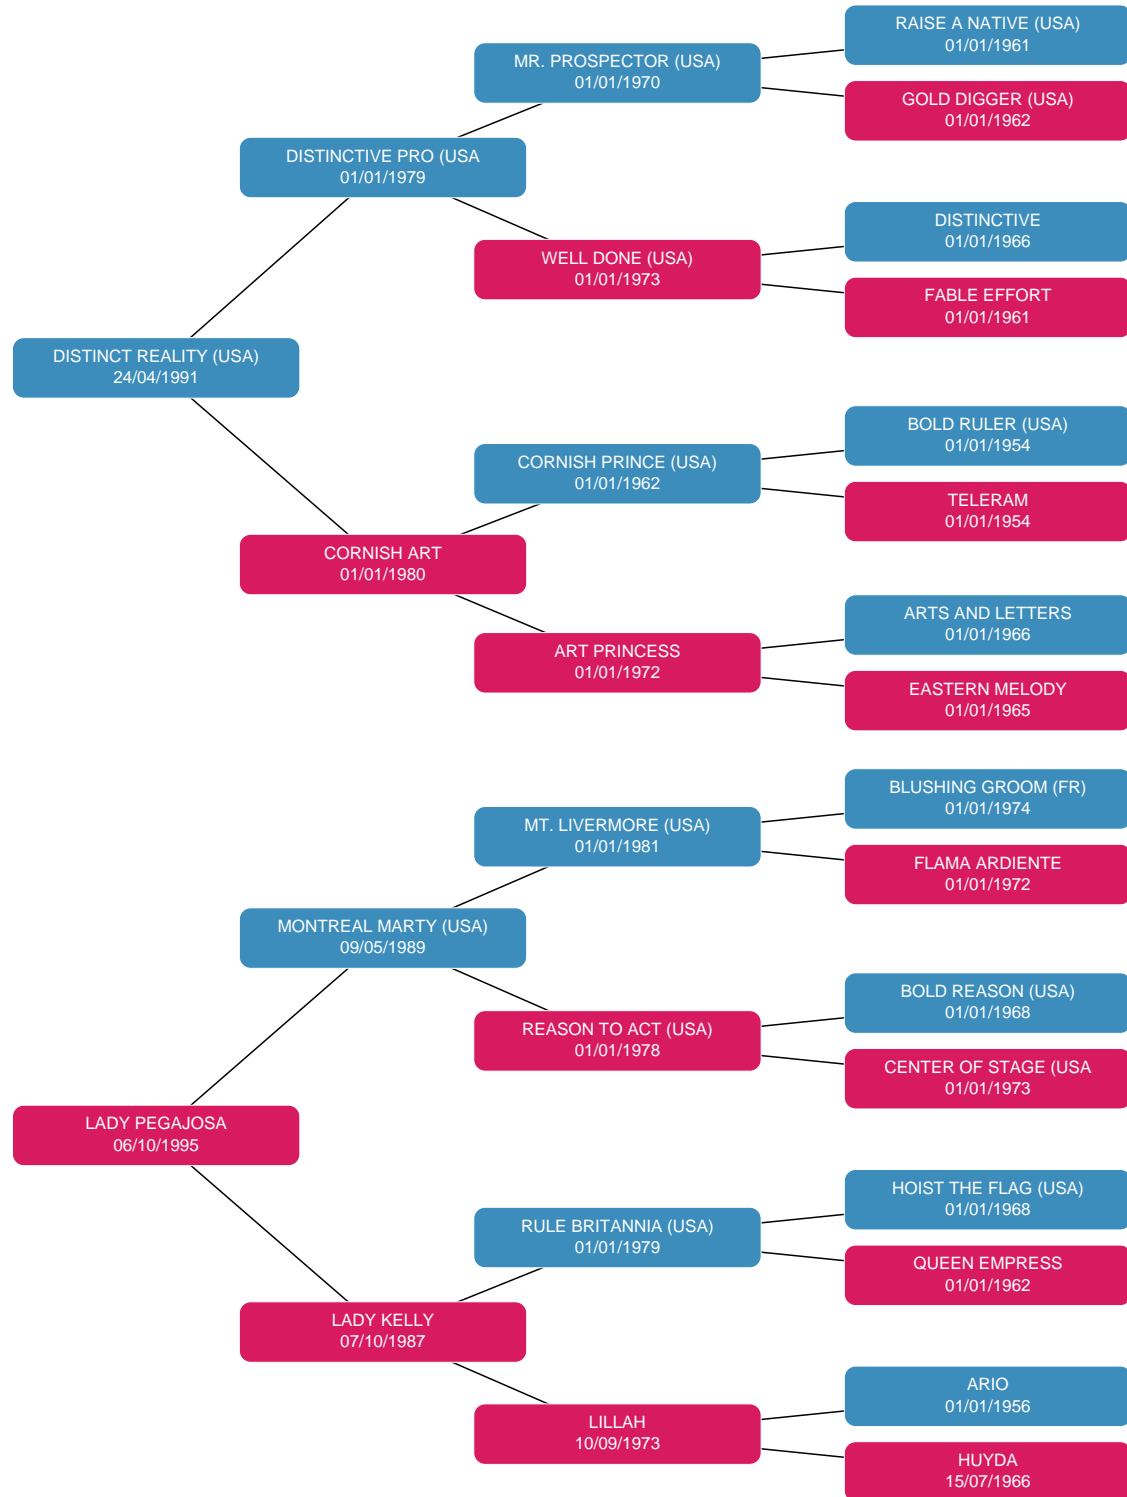 RAISE A NATIVE (USA)
01/01/1961
MR. PROSPECTOR (USA)
01/01/1970
GOLD DIGGER (USA)
01/01/1962
DISTINCTIVE PRO (USA
01/01/1979
DISTINCTIVE
01/01/1966
WELL DONE (USA)
01/01/1973
FABLE EFFORT
01/01/1961
DISTINCT REALITY (USA)
24/04/1991
BOLD RULER (USA)
01/01/1954
CORNISH PRINCE (USA)
01/01/1962
TELERAM
01/01/1954
CORNISH ART
01/01/1980
ARTS AND LETTERS
01/01/1966
ART PRINCESS
01/01/1972
EASTERN MELODY
01/01/1965
BLUSHING GROOM (FR)
01/01/1974
MT. LIVERMORE (USA)
01/01/1981
FLAMA ARDIENTE
01/01/1972
MONTREAL MARTY (USA)
09/05/1989
BOLD REASON (USA)
01/01/1968
REASON TO ACT (USA)
01/01/1978
CENTER OF STAGE (USA
01/01/1973
LADY PEGAJOSA
06/10/1995
HOIST THE FLAG (USA)
01/01/1968
RULE BRITANNIA (USA)
01/01/1979
QUEEN EMPRESS
01/01/1962
LADY KELLY
07/10/1987
ARIO
01/01/1956
LILLAH
10/09/1973
HUYDA
15/07/1966